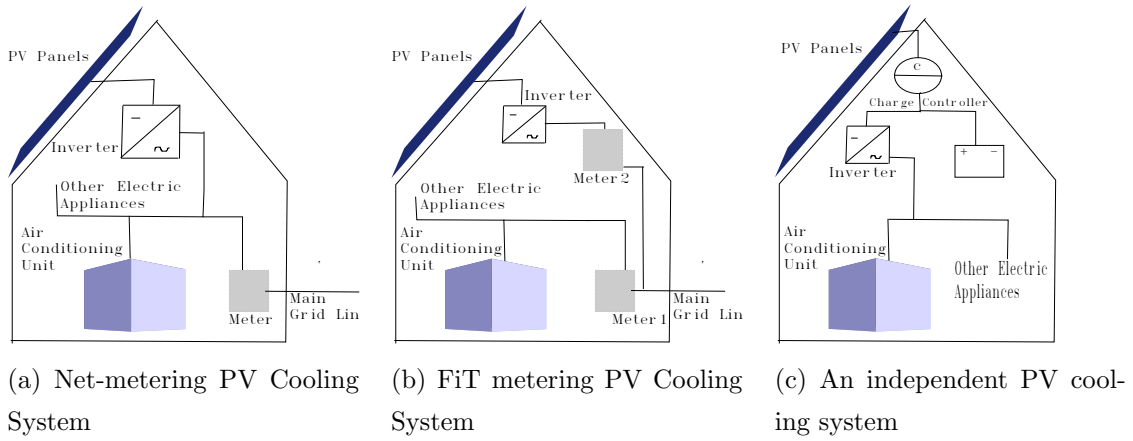 PV Panels
Inverter
Other Electric
Appliances
Air
Conditioning
Unit
Meter
Main
Grid Lin
(a) Net-metering PV Cooling
System
PV Panels
Inverter
Meter 2
Other Electric
Appliances
Air
Conditioning
Unit
Meter 1
Main
Grid Lin
(b) FiT metering PV Cooling
System
PV Panels
c
Charge Controller
Inverter
+ −
Air
Conditioning
Unit
Other Electric
Appliances
(c) An independent PV cool-
ing system